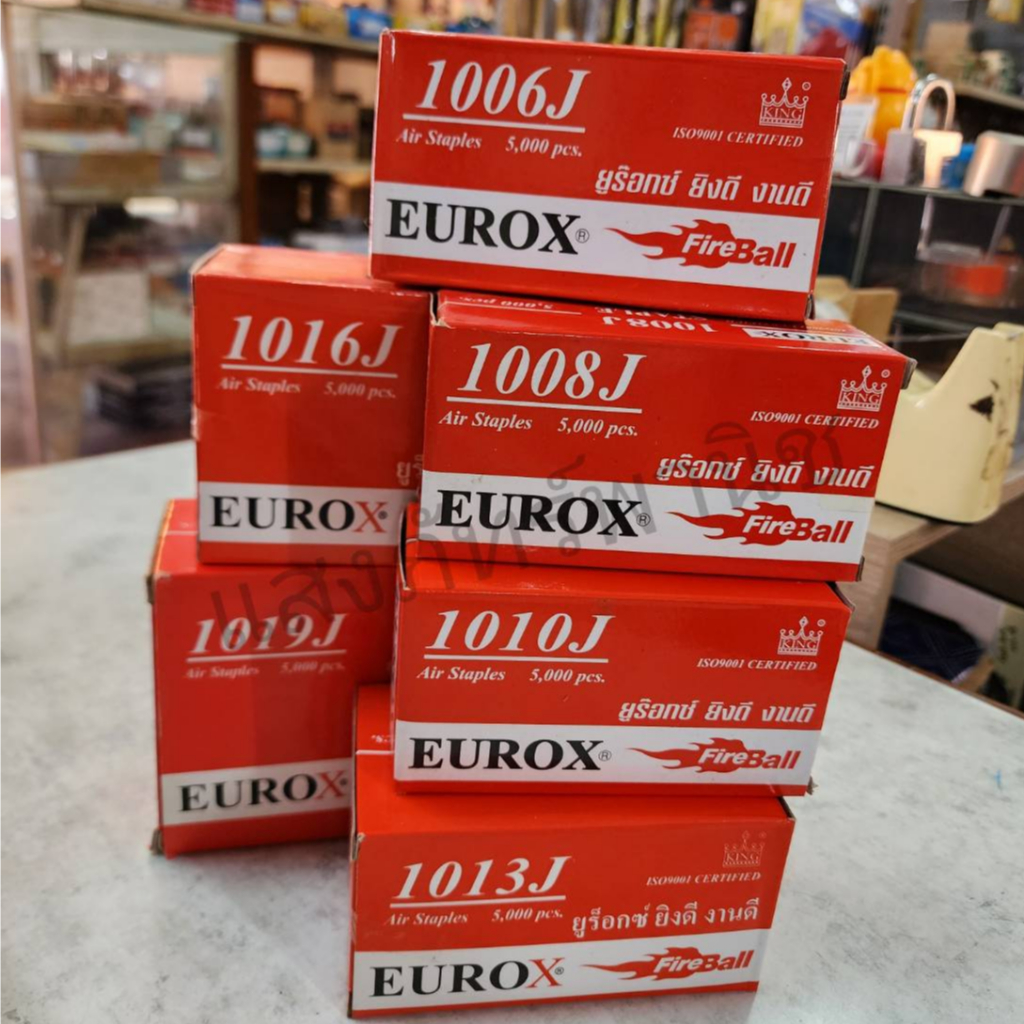 1006J
Air Staples 5,000 pcs.
KING
ISO9001 CERTIFIED
ยูร๊อกซ์ ยิงดี งานดี
EUROX®
FireBall
1016J
Air Staples 5,000 pcs.
EUROX®
5,000 pcs.
1008J
EUROX
1008J
Air Staples 5,000 pcs.
KING
ISO9001 CERTIFIED
ยูร๊อกซ์ ยิงดี งานดี
EUROX®
FireBall
1019J
Air Staples 5,000 pcs.
EUROX®
1010J
Air Staples 5,000 pcs.
KING
ISO9001 CERTIFIED
ยูร๊อกซ์ ยิงดี งานดี
EUROX®
FireBall
1013J
Air Staples 5,000 pcs.
KING
ISO9001 CERTIFIED
ยูร็อกซ์ ยิงดี งานดี
EUROX®
FireBall